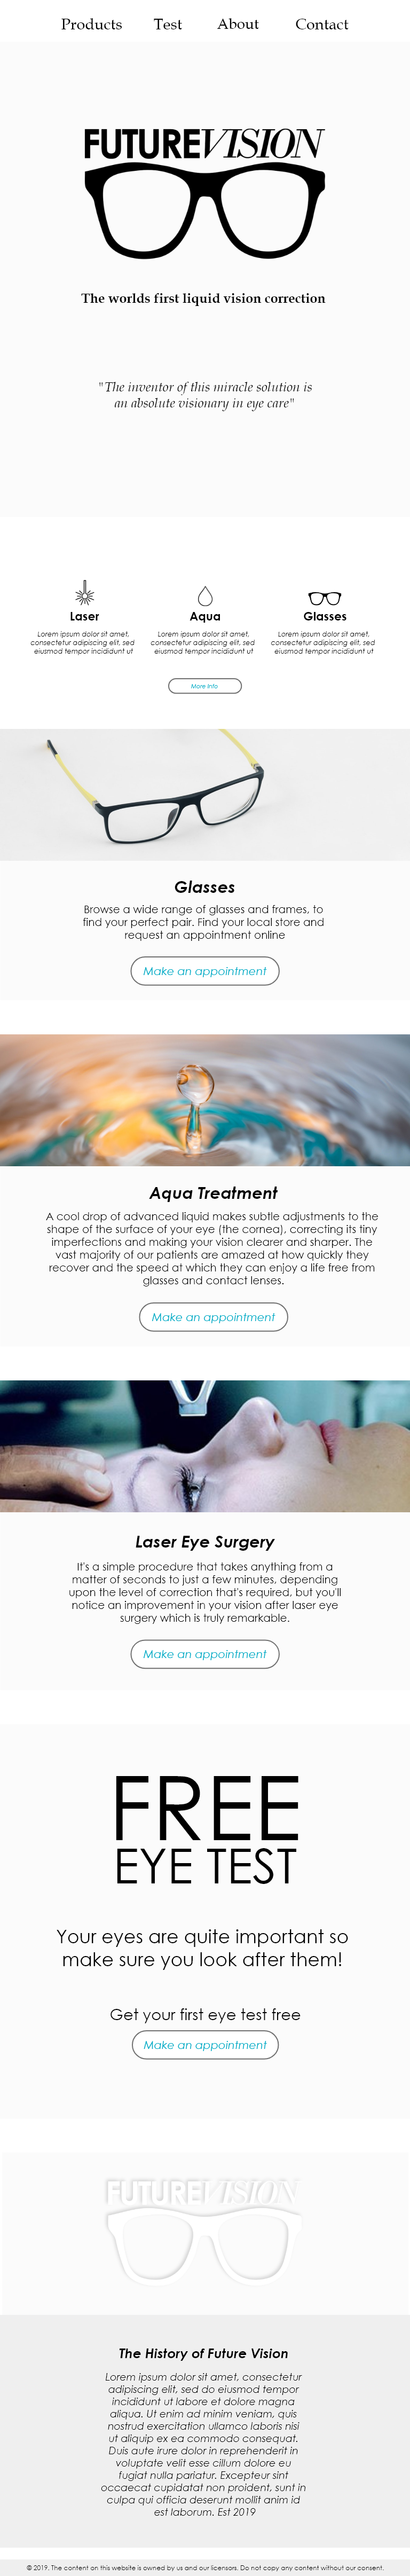 Products Test About Contact
FUTUREVISION
The worlds first liquid vision correction
"The inventor of this miracle solution is
an absolute visionary in eye care"
Laser
Lorem ipsum dolor sit amet,
consectetur adipiscing elit, sed
eiusmod tempor incididunt ut
Aqua
Lorem ipsum dolor sit amet,
consectetur adipiscing elit, sed
eiusmod tempor incididunt ut
Glasses
Lorem ipsum dolor sit amet,
consectetur adipiscing elit, sed
eiusmod tempor incididunt ut
More Info
Glasses
Browse a wide range of glasses and frames, to
find your perfect pair. Find your local store and
request an appointment online
Make an appointment
Aqua Treatment
A cool drop of advanced liquid makes subtle adjustments to the
shape of the surface of your eye (the cornea), correcting its tiny
imperfections and making your vision clearer and sharper. The
vast majority of our patients are amazed at how quickly they
recover and the speed at which they can enjoy a life free from
glasses and contact lenses.
Make an appointment
Laser Eye Surgery
It's a simple procedure that takes anything from a
matter of seconds to just a few minutes, depending
upon the level of correction that's required, but you'll
notice an improvement in your vision after laser eye
surgery which is truly remarkable.
Make an appointment
FREE
EYE TEST
Your eyes are quite important so
make sure you look after them!
Get your first eye test free
Make an appointment
FUTUREVISION
The History of Future Vision
Lorem ipsum dolor sit amet, consectetur
adipiscing elit, sed do eiusmod tempor
incididunt ut labore et dolore magna
aliqua. Ut enim ad minim veniam, quis
nostrud exercitation ullamco laboris nisi
ut aliquip ex ea commodo consequat.
Duis aute irure dolor in reprehenderit in
voluptate velit esse cillum dolore eu
fugiat nulla pariatur. Excepteur sint
occaecat cupidatat non proident, sunt in
culpa qui officia deserunt mollit anim id
est laborum. Est 2019
© 2019. The content on this website is owned by us and our licensors. Do not copy any content without our consent.